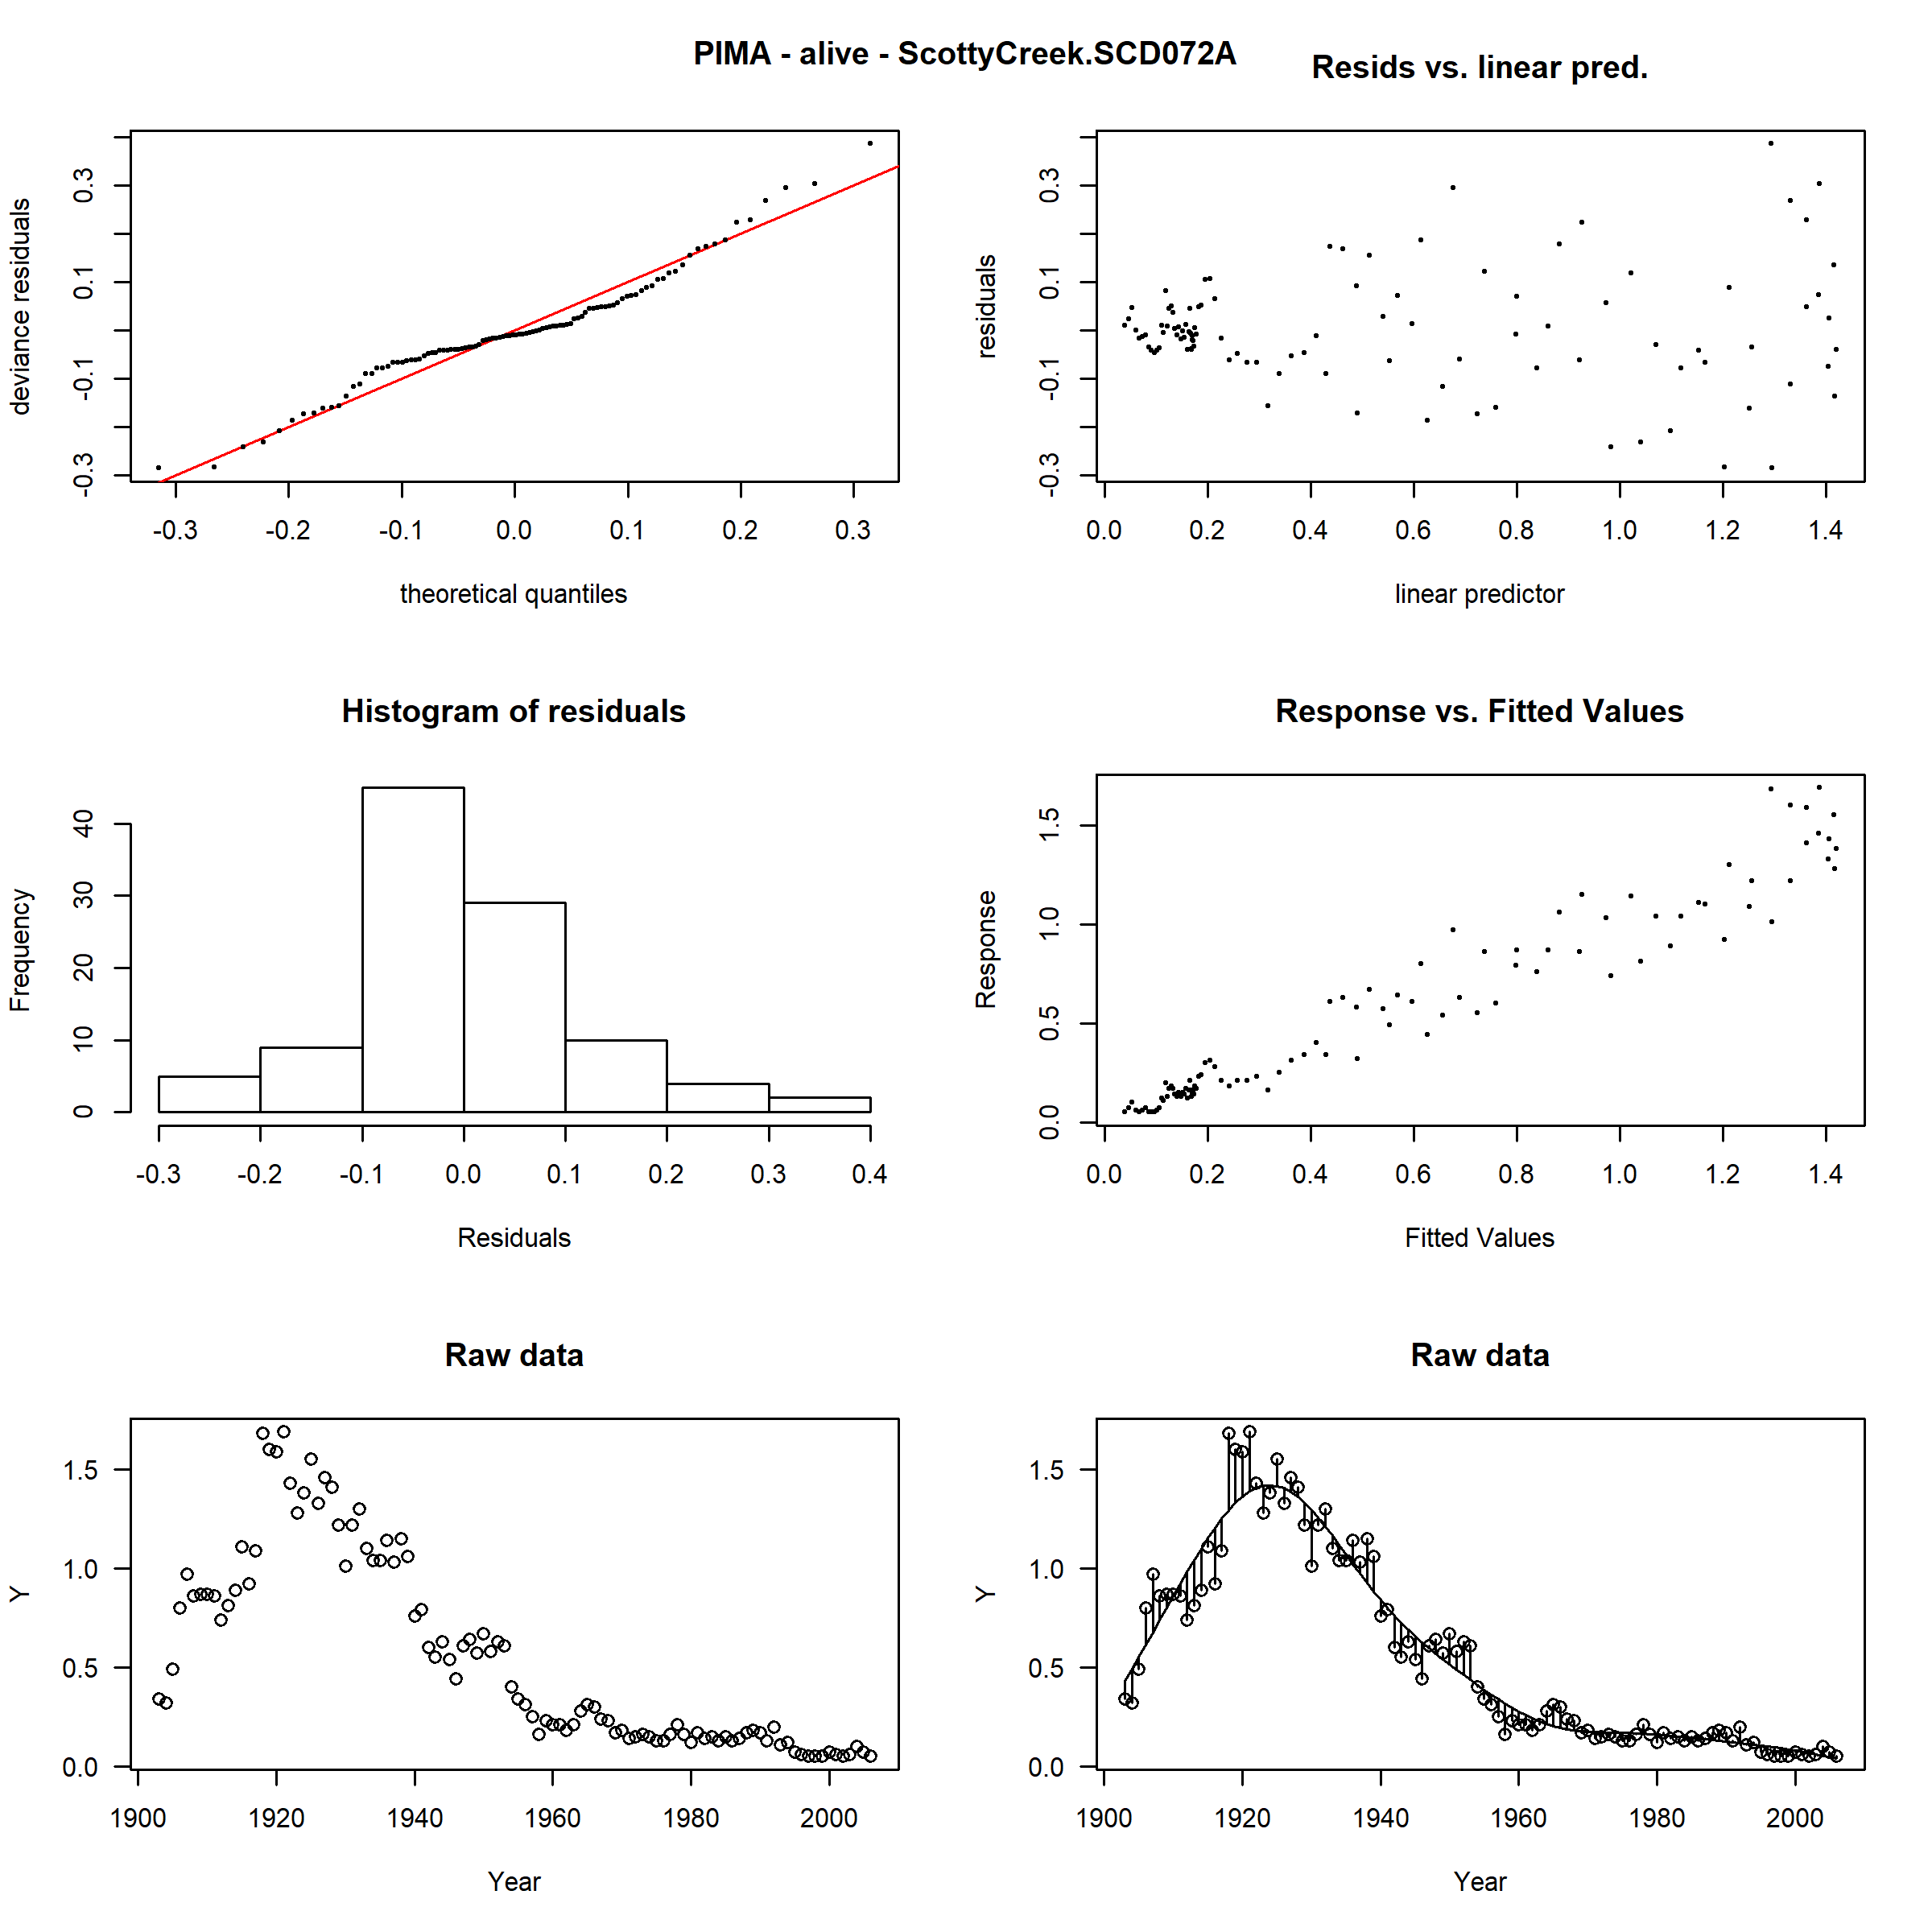 PIMA - alive - ScottyCreek.SCD072A
Resids vs. linear pred.
deviance residuals
-0.3 -0.1 0.1 0.3
-0.3 -0.2 -0.1 0.0 0.1 0.2 0.3
theoretical quantiles
residuals
-0.3 -0.1 0.1 0.3
0.0 0.2 0.4 0.6 0.8 1.0 1.2 1.4
linear predictor
Histogram of residuals
Frequency
0 10 20 30 40
-0.3 -0.2 -0.1 0.0 0.1 0.2 0.3 0.4
Residuals
Response vs. Fitted Values
Response
0.0 0.5 1.0 1.5
0.0 0.2 0.4 0.6 0.8 1.0 1.2 1.4
Fitted Values
Raw data
Y
1.5
1.0
0.5
0.0
1900 1920 1940 1960 1980 2000
Year
Raw data
Y
1.5
1.0
0.5
0.0
1900 1920 1940 1960 1980 2000
Year